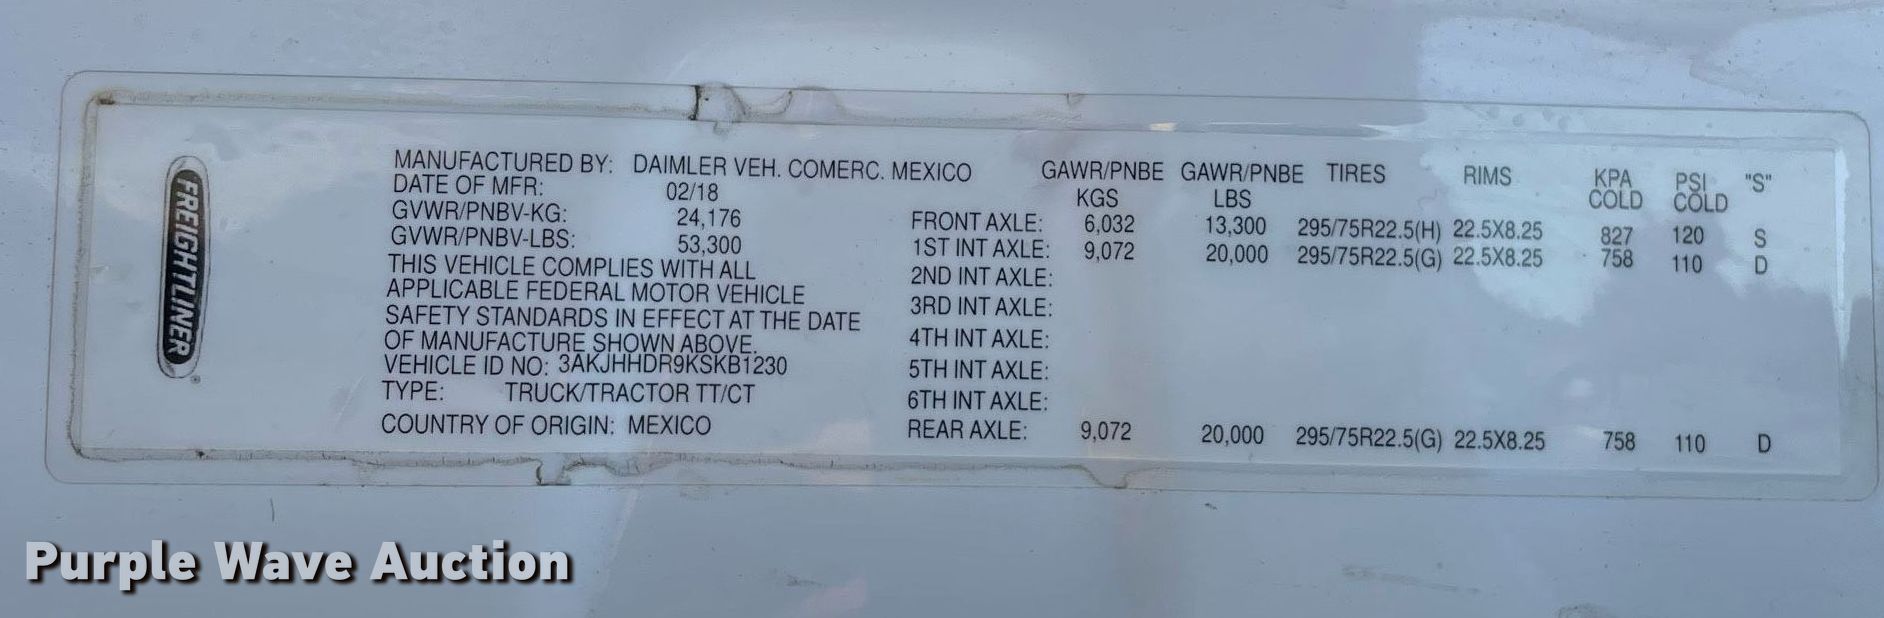 FREIGHTLINER
MANUFACTURED BY: DAIMLER VEH. COMERC. MEXICO
DATE OF MFR: 02/18
GVWR/PNBV-KG: 24,176
GVWR/PNBV-LBS: 53,300
THIS VEHICLE COMPLIES WITH ALL
APPLICABLE FEDERAL MOTOR VEHICLE
SAFETY STANDARDS IN EFFECT AT THE DATE
OF MANUFACTURE SHOWN ABOVE.
VEHICLE ID NO: 3AKJHHDR9KSKB1230
TYPE: TRUCK/TRACTOR TT/CT
COUNTRY OF ORIGIN: MEXICO
GAWR/PNBE GAWR/PNBE TIRES RIMS KPA PSI "S"
KGS LBS COLD COLD
FRONT AXLE: 6,032 13,300 295/75R22.5(H) 22.5X8.25 827 120 S
1ST INT AXLE: 9,072 20,000 295/75R22.5(G) 22.5X8.25 758 110 D
2ND INT AXLE:
3RD INT AXLE:
4TH INT AXLE:
5TH INT AXLE:
6TH INT AXLE:
REAR AXLE: 9,072 20,000 295/75R22.5(G) 22.5X8.25 758 110 D
Purple Wave Auction